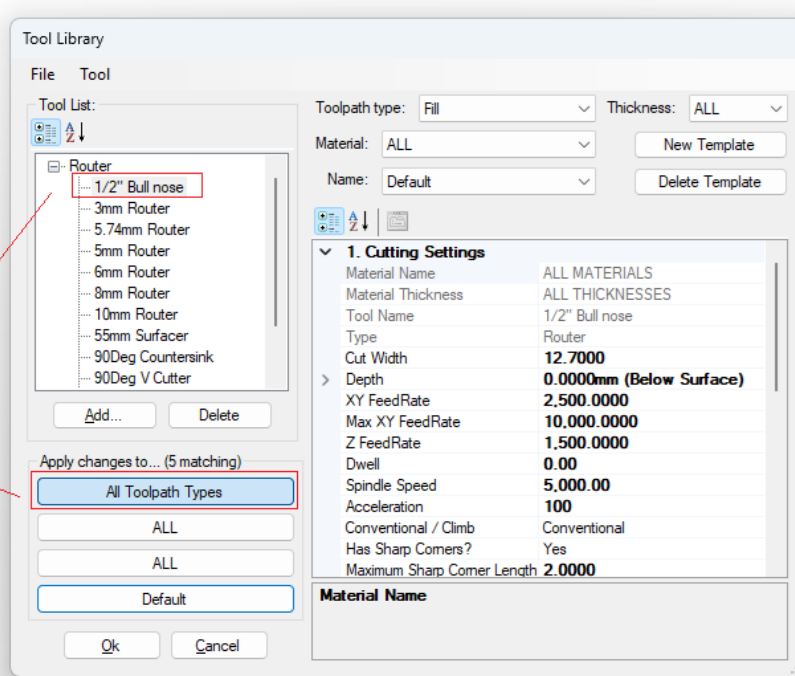 Tool Library
File Tool
Tool List:
Router
1/2" Bull nose
3mm Router
5.74mm Router
5mm Router
6mm Router
8mm Router
10mm Router
55mm Surfacer
90Deg Countersink
90Deg V Cutter
Add... Delete
Apply changes to... (5 matching)
All Toolpath Types
ALL
ALL
Default
Ok Cancel
Toolpath type: Fill Thickness: ALL
Material: ALL New Template
Name: Default Delete Template
1. Cutting Settings
Material Name ALL MATERIALS
Material Thickness ALL THICKNESSES
Tool Name 1/2" Bull nose
Type Router
Cut Width 12.7000
Depth 0.0000mm (Below Surface)
XY FeedRate 2,500.0000
Max XY FeedRate 10,000.0000
Z FeedRate 1,500.0000
Dwell 0.00
Spindle Speed 5,000.00
Acceleration 100
Conventional / Climb Conventional
Has Sharp Corners? Yes
Maximum Sharp Corner Length 2.0000
Material Name